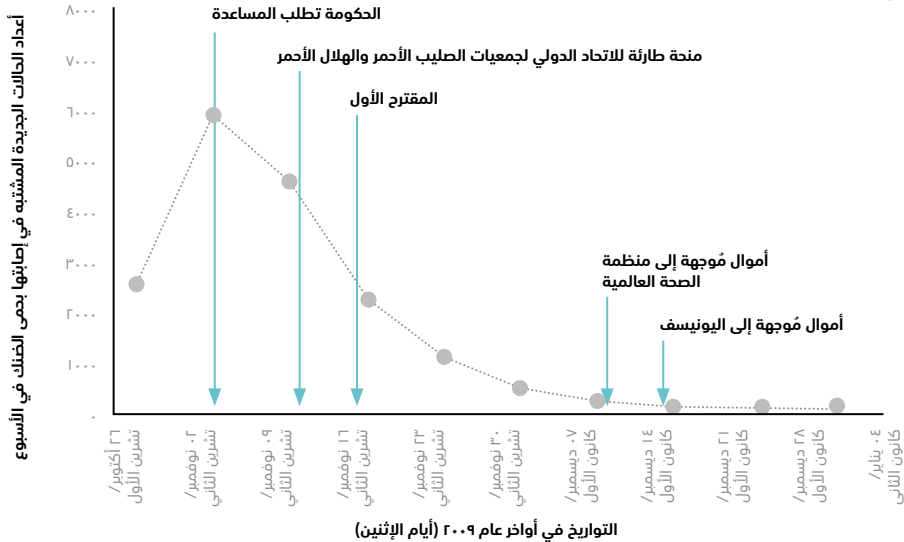 أعداد الحالات الجديدة المشتبه في إصابتها بحمى الضنك في الأسبوع
٨٠٠٠
٧٠٠٠
٦٠٠٠
٥٠٠٠
٤٠٠٠
٣٠٠٠
٢٠٠٠
١٠٠٠
٠
الحكومة تطلب المساعدة
منحة طارئة للاتحاد الدولي لجمعيات الصليب الأحمر والهلال الأحمر
المقترح الأول
أموال مُوجهة إلى منظمة
الصحة العالمية
أموال مُوجهة إلى اليونيسف
٢٦ أكتوبر/
تشرين الأول
٠٢ نوفمبر/
تشرين الثاني
٠٩ نوفمبر/
تشرين الثاني
١٦ نوفمبر/
تشرين الثاني
٢٣ نوفمبر/
تشرين الثاني
٣٠ نوفمبر/
تشرين الثاني
٠٧ ديسمبر/
كانون الأول
١٤ ديسمبر/
كانون الأول
٢١ ديسمبر/
كانون الأول
٢٨ ديسمبر/
كانون الأول
٠٤ يناير/
كانون الثاني
التواريخ في أواخر عام ٢٠٠٩ (أيام الإثنين)